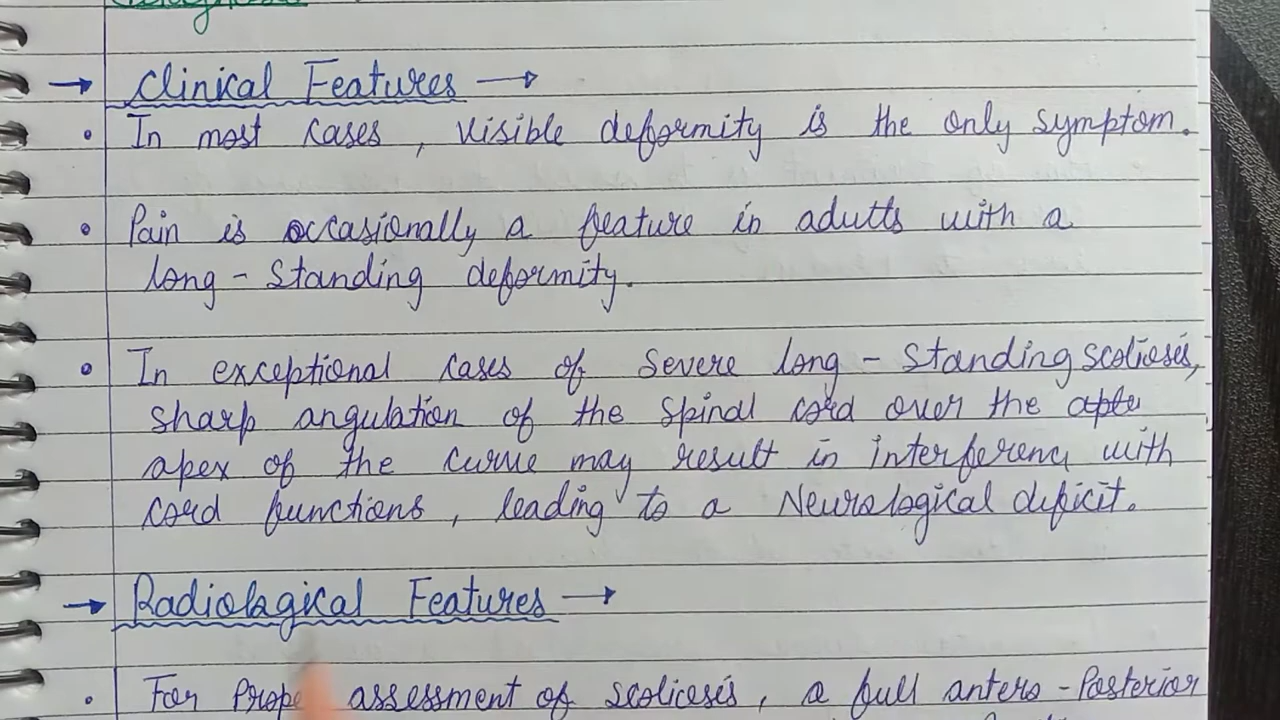 → Clinical Features →
• In most cases, visible deformity is the only symptom.
• Pain is occasionally a feature in adults with a
long - standing deformity.
• In exceptional cases of severe long - standing scoliosis,
sharp angulation of the spinal cord over the
apex of the curve may result in interference with
cord functions, leading to a Neurological deficit.
→ Radiological Features →
• For Prope assessment of scoliosis, a full antero - Posterior